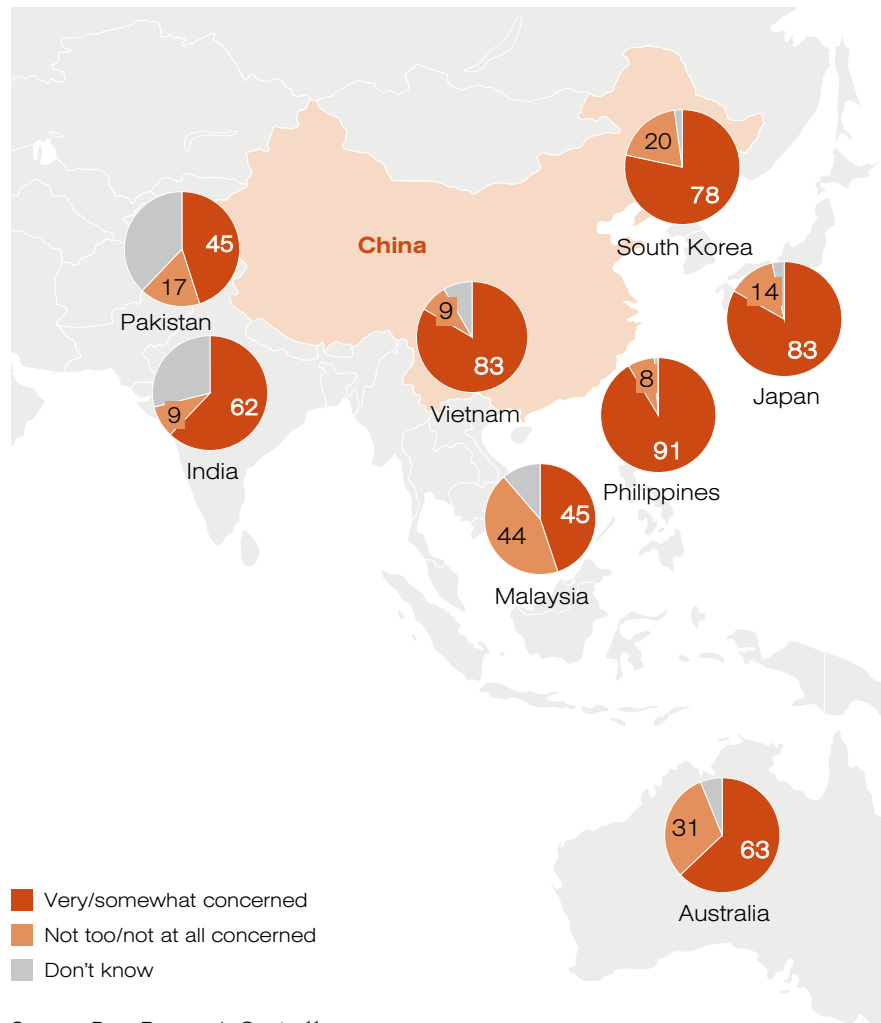 20
78
South Korea
45
17
Pakistan
China
14
83
Japan
9
83
Vietnam
62
9
India
8
91
Philippines
45
44
Malaysia
31
63
Australia
Very/somewhat concerned
Not too/not at all concerned
Don't know